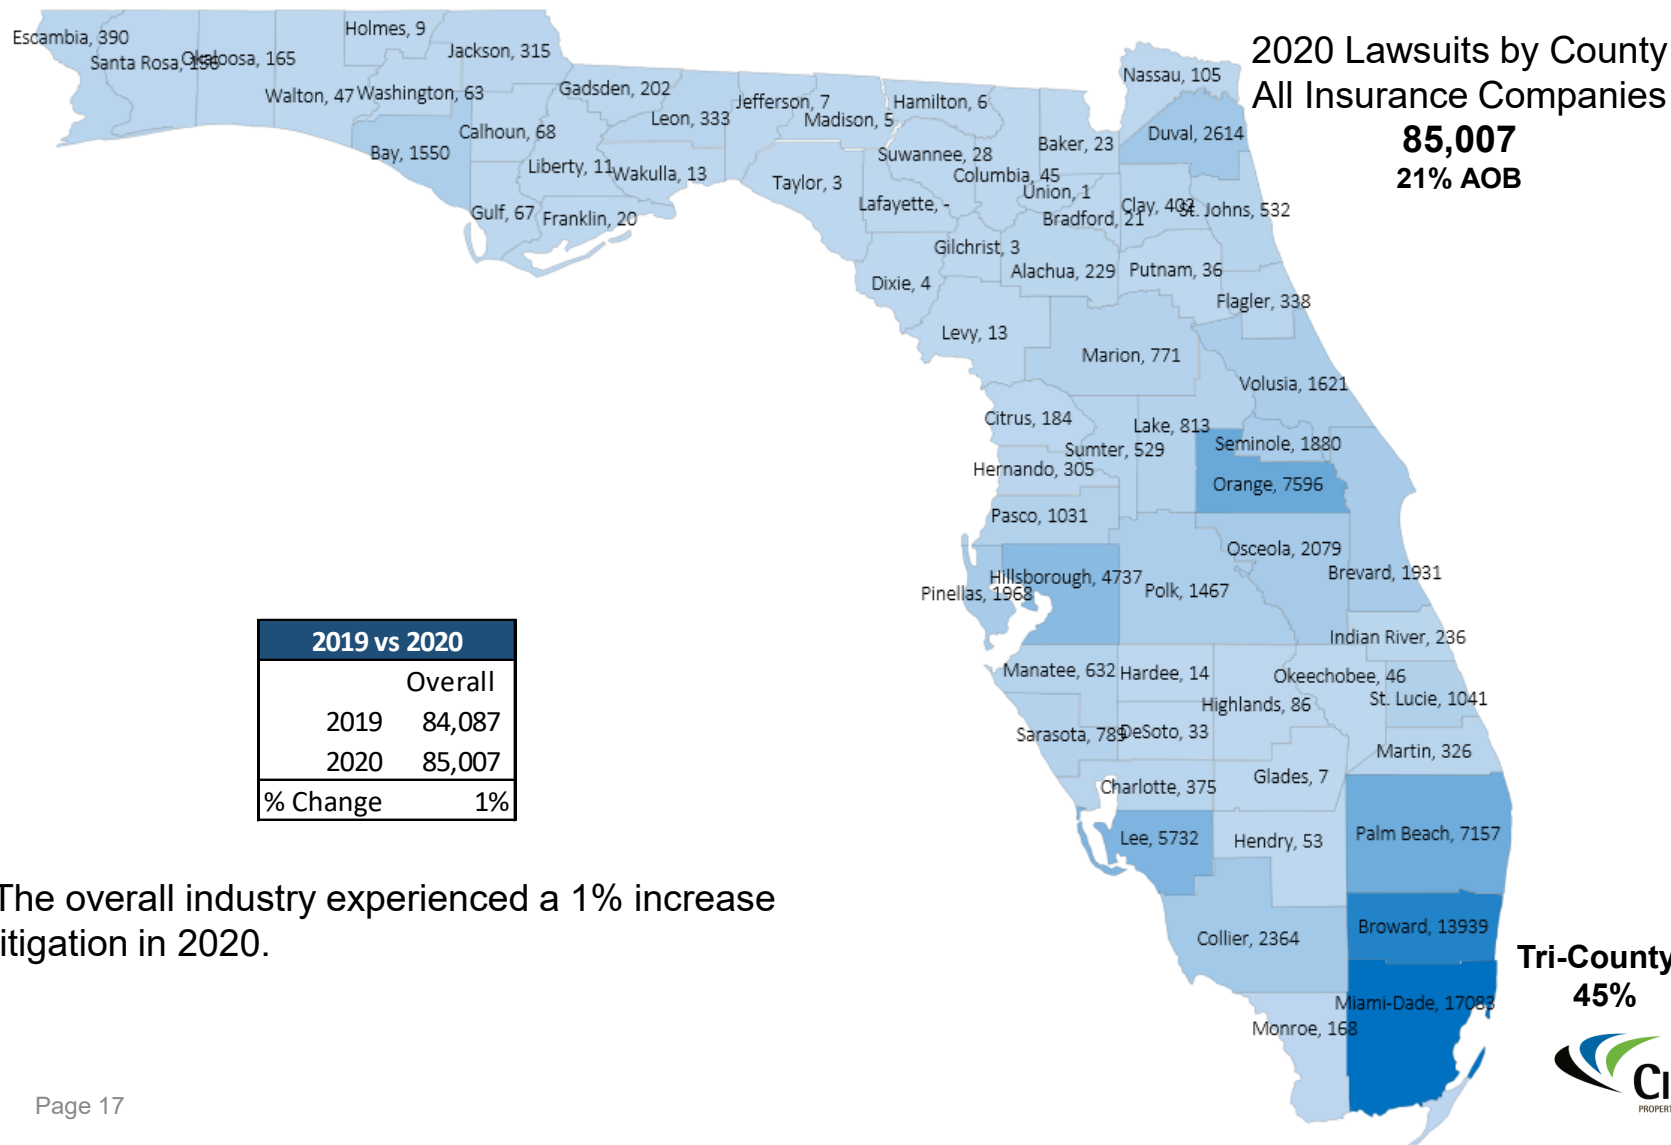 Escambia, 390
Santa Rosa,
Okaloosa, 165
Holmes, 9
Jackson, 315
Walton, 47
Washington, 63
Gadsden, 202
Leon, 333
Jefferson, 7
Madison, 5
Hamilton, 6
Calhoun, 68
Bay, 1550
Liberty, 11
Wakulla, 13
Gulf, 67
Franklin, 20
Taylor, 3
Suwannee, 28
Columbia, 45
Lafayette, -
Baker, 23
Union, 1
Bradford, 21
Nassau, 105
Duval, 2614
Clay, 402
St. Johns, 532
Gilchrist, 3
Dixie, 4
Alachua, 229
Putnam, 36
Flagler, 338
Levy, 13
Marion, 771
Volusia, 1621
Citrus, 184
Lake, 813
Sumter, 529
Seminole, 1880
Hernando, 305
Orange, 7596
Pasco, 1031
Osceola, 2079
Brevard, 1931
Hillsborough, 4737
Pinellas, 1968
Polk, 1467
Indian River, 236
Manatee, 632
Hardee, 14
Okeechobee, 46
Highlands, 86
St. Lucie, 1041
Sarasota, 789
DeSoto, 33
Martin, 326
Charlotte, 375
Glades, 7
Lee, 5732
Hendry, 53
Palm Beach, 7157
Collier, 2364
Broward, 13939
Miami-Dade, 17083
Monroe, 168
2020 Lawsuits by County
All Insurance Companies
85,007
21% AOB
2019 vs 2020
Overall
2019 84,087
2020 85,007
% Change 1%
The overall industry experienced a 1% increase
itigation in 2020.
Tri-County
45%
CI
PROPER
Page 17